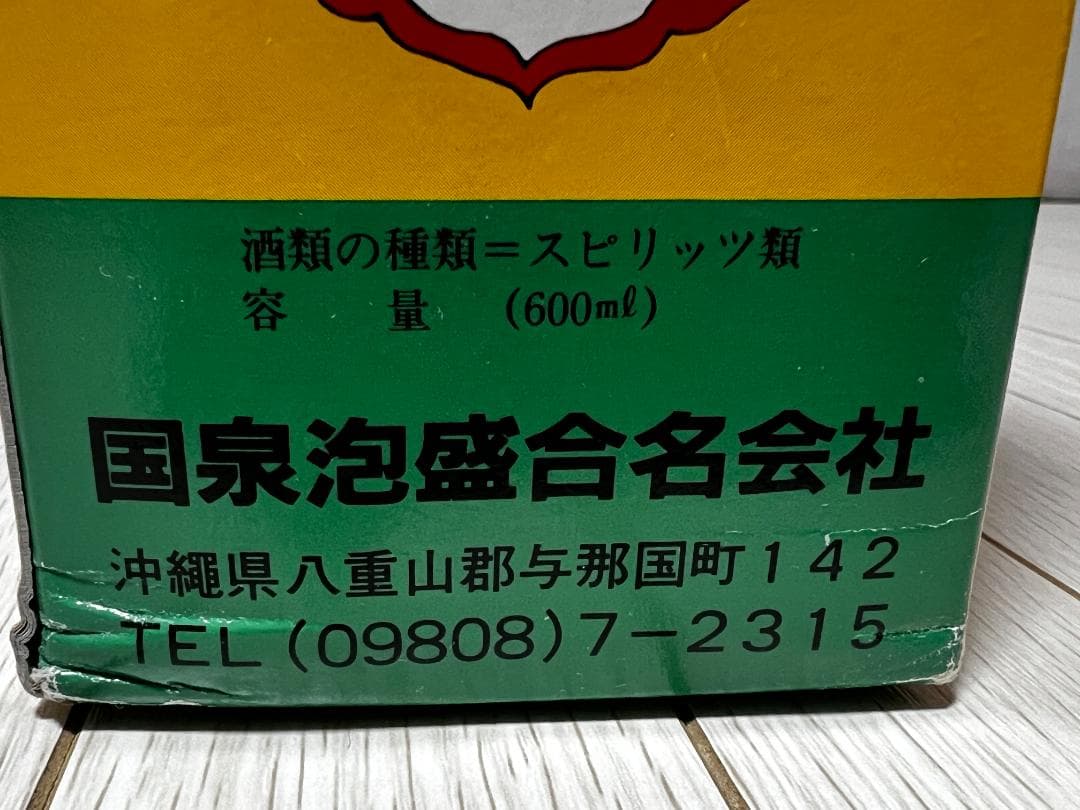 酒類の種類=スピリッツ類
容　　量　(600㎖)
国泉泡盛合名会社
沖縄県八重山郡与那国町142
TEL(09808)7-2315